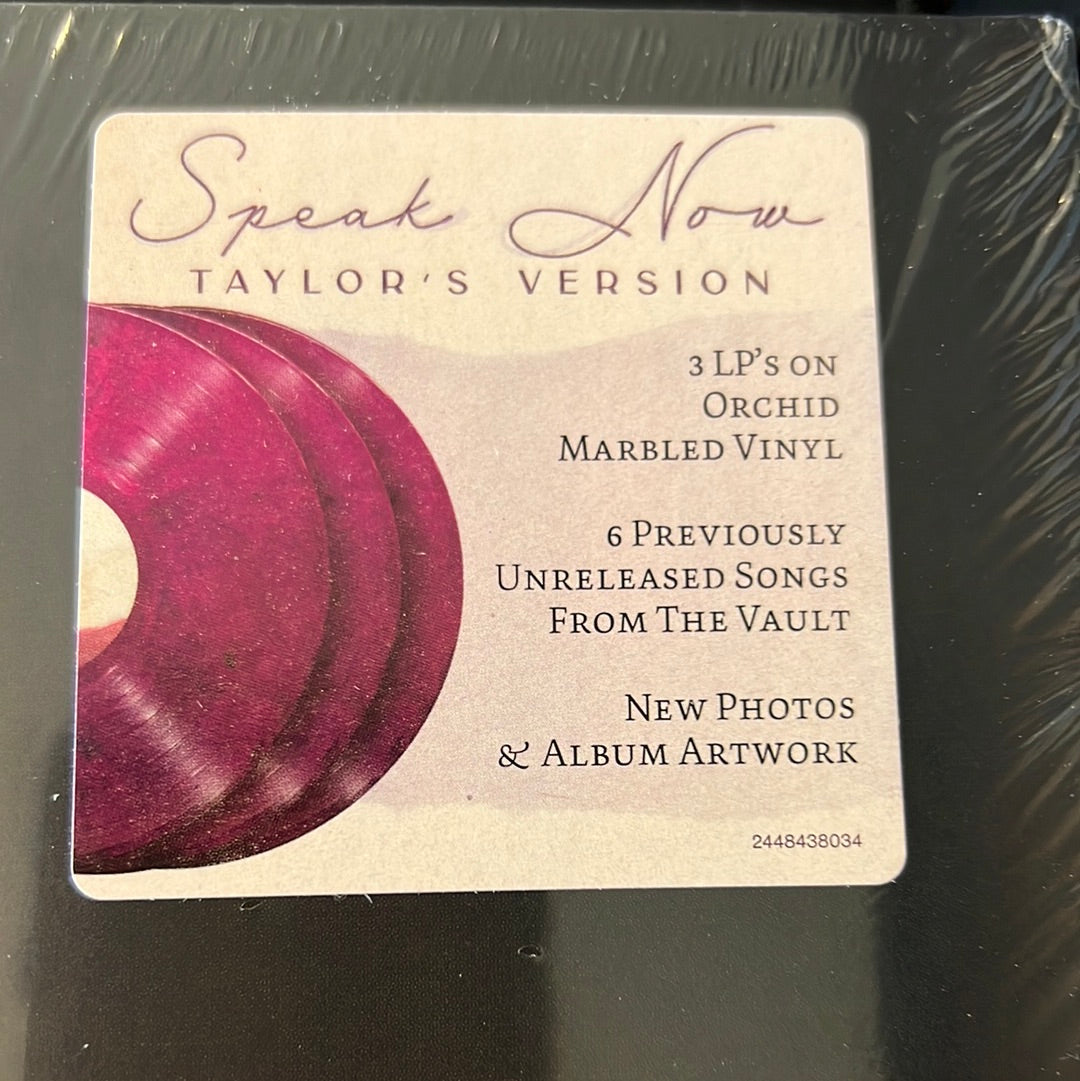 Speak Now
TAYLOR'S VERSION
3 LP'S ON
ORCHID
MARBLED VINYL
6 PREVIOUSLY
UNRELEASED SONGS
FROM THE VAULT
NEW PHOTOS
& ALBUM ARTWORK
2448438034